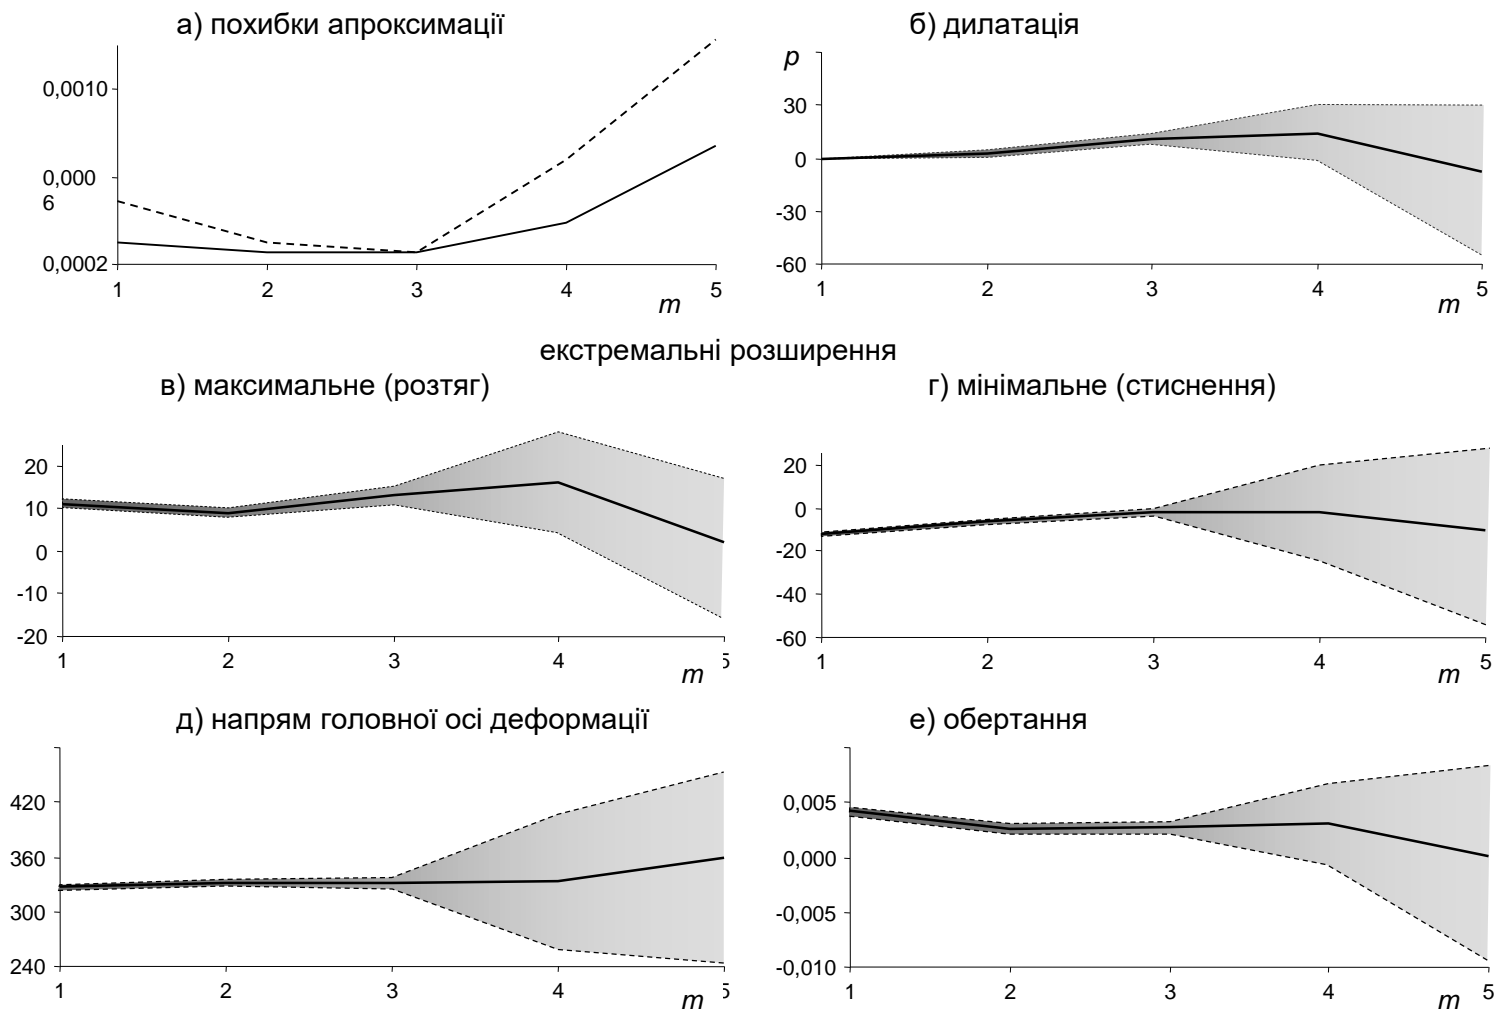 а) похибки апроксимації
0,0010
0,000
6
0,0002
1 2 3 4 5
m
б) дилатація
p
30
0
-30
-60
1 2 3 4 5
m
екстремальні розширення
в) максимальне (розтяг)
20
10
0
-10
-20
1 2 3 4 5
m
г) мінімальне (стиснення)
20
0
-20
-40
-60
1 2 3 4 5
m
д) напрям головної осі деформації
420
360
300
240
1 2 3 4 5
m
е) обертання
0,005
0,000
-0,005
-0,010
1 2 3 4 5
m